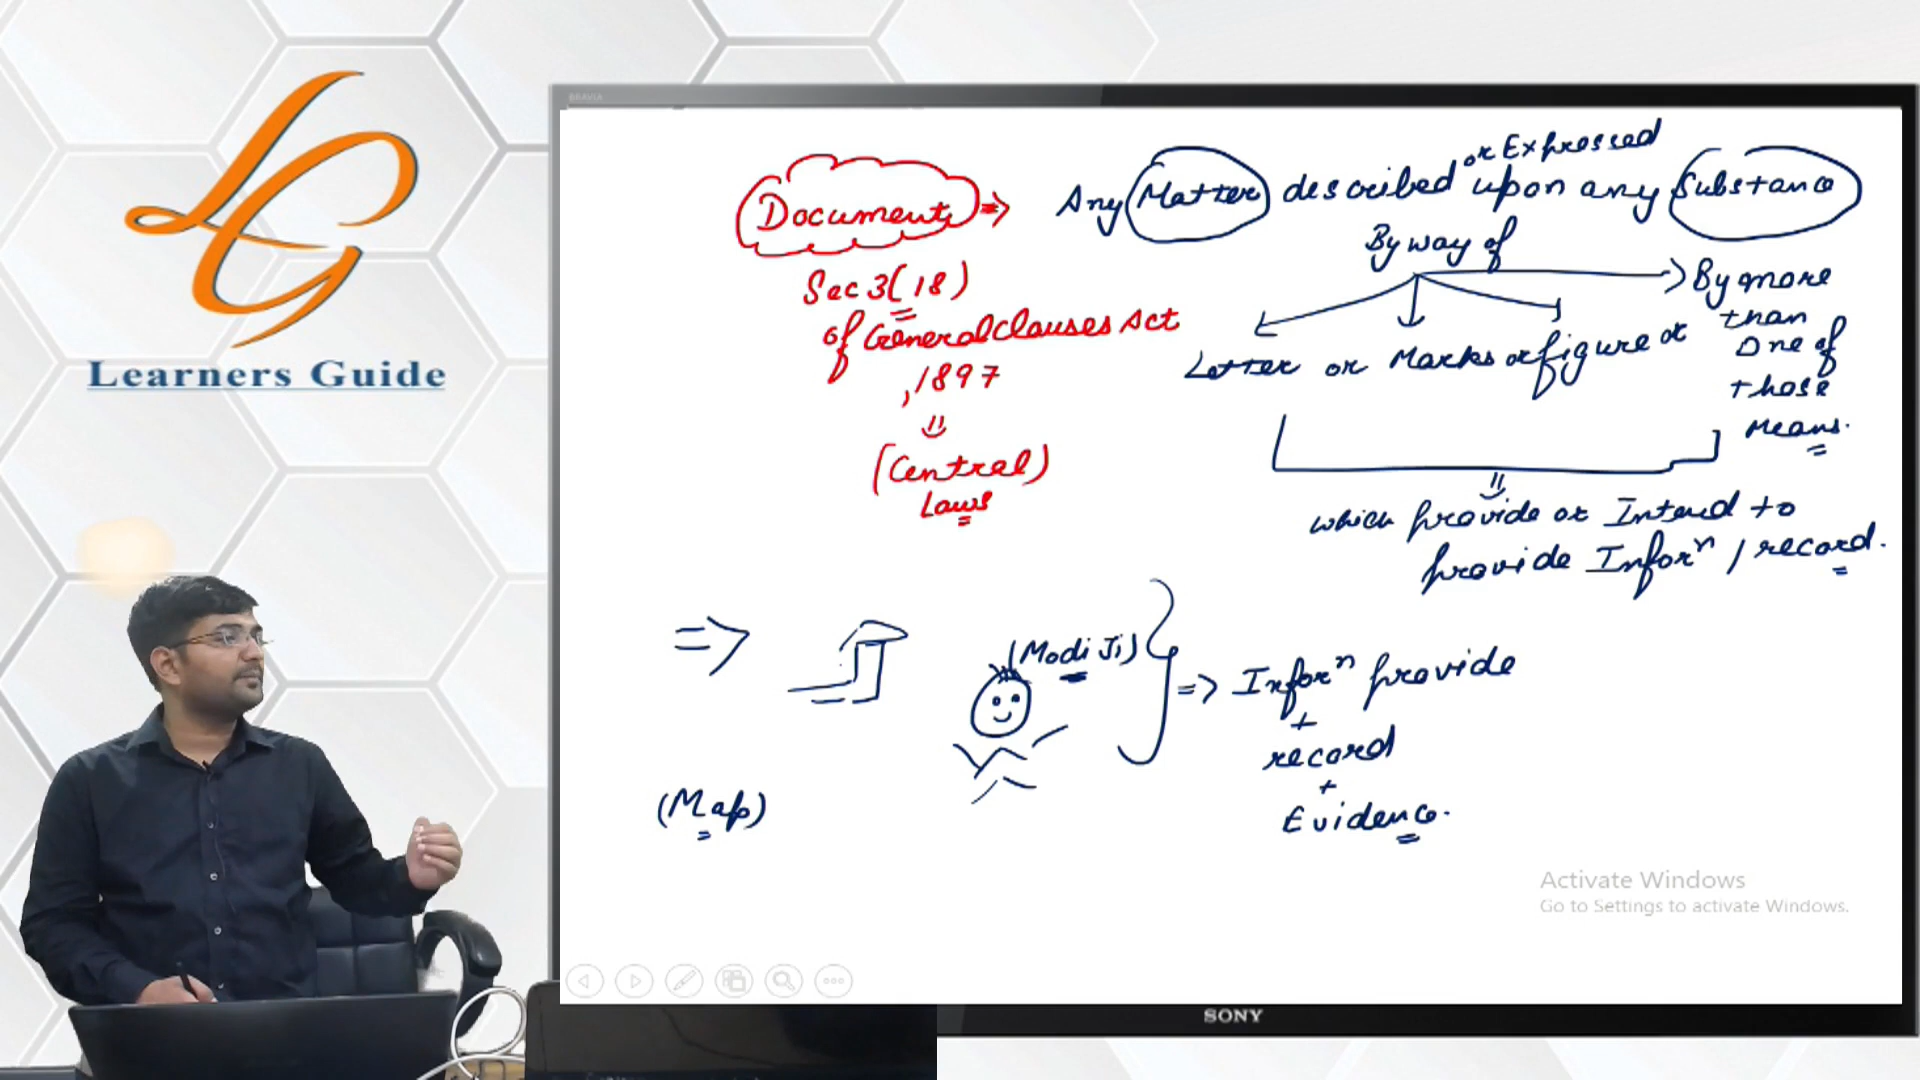 BRAVIA
LG
Learners Guide
Document =>
Sec 3(18)
of General Clauses Act
, 1897
(Central)
Laws
Any Matter described or Expressed upon any Substance
By way of
Letter or Marks or figure or
By more
than
one of
those
Means.
which provide or Intend to
provide Inforⁿ / record.
=>
(Modi Ji)
=> Inforⁿ provide
+
record
+
Evidence.
(Map)
Activate Windows
Go to Settings to activate Windows.
SONY